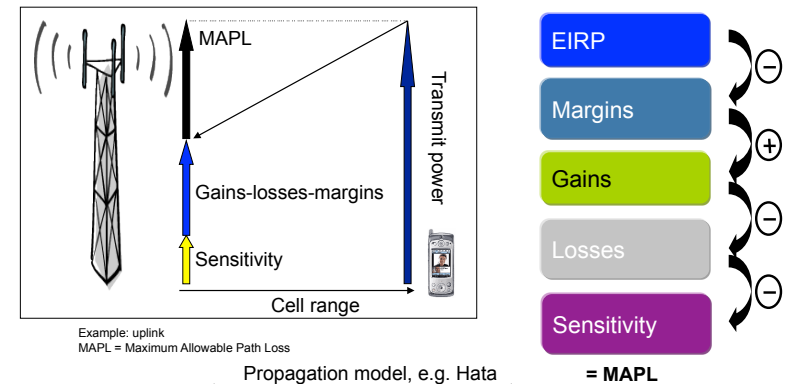 MAPL
Transmit power
Gains-losses-margins
Sensitivity
Cell range
Example: uplink
MAPL = Maximum Allowable Path Loss
EIRP
−
Margins
+
Gains
−
Losses
−
Sensitivity
Propagation model, e.g. Hata
= MAPL